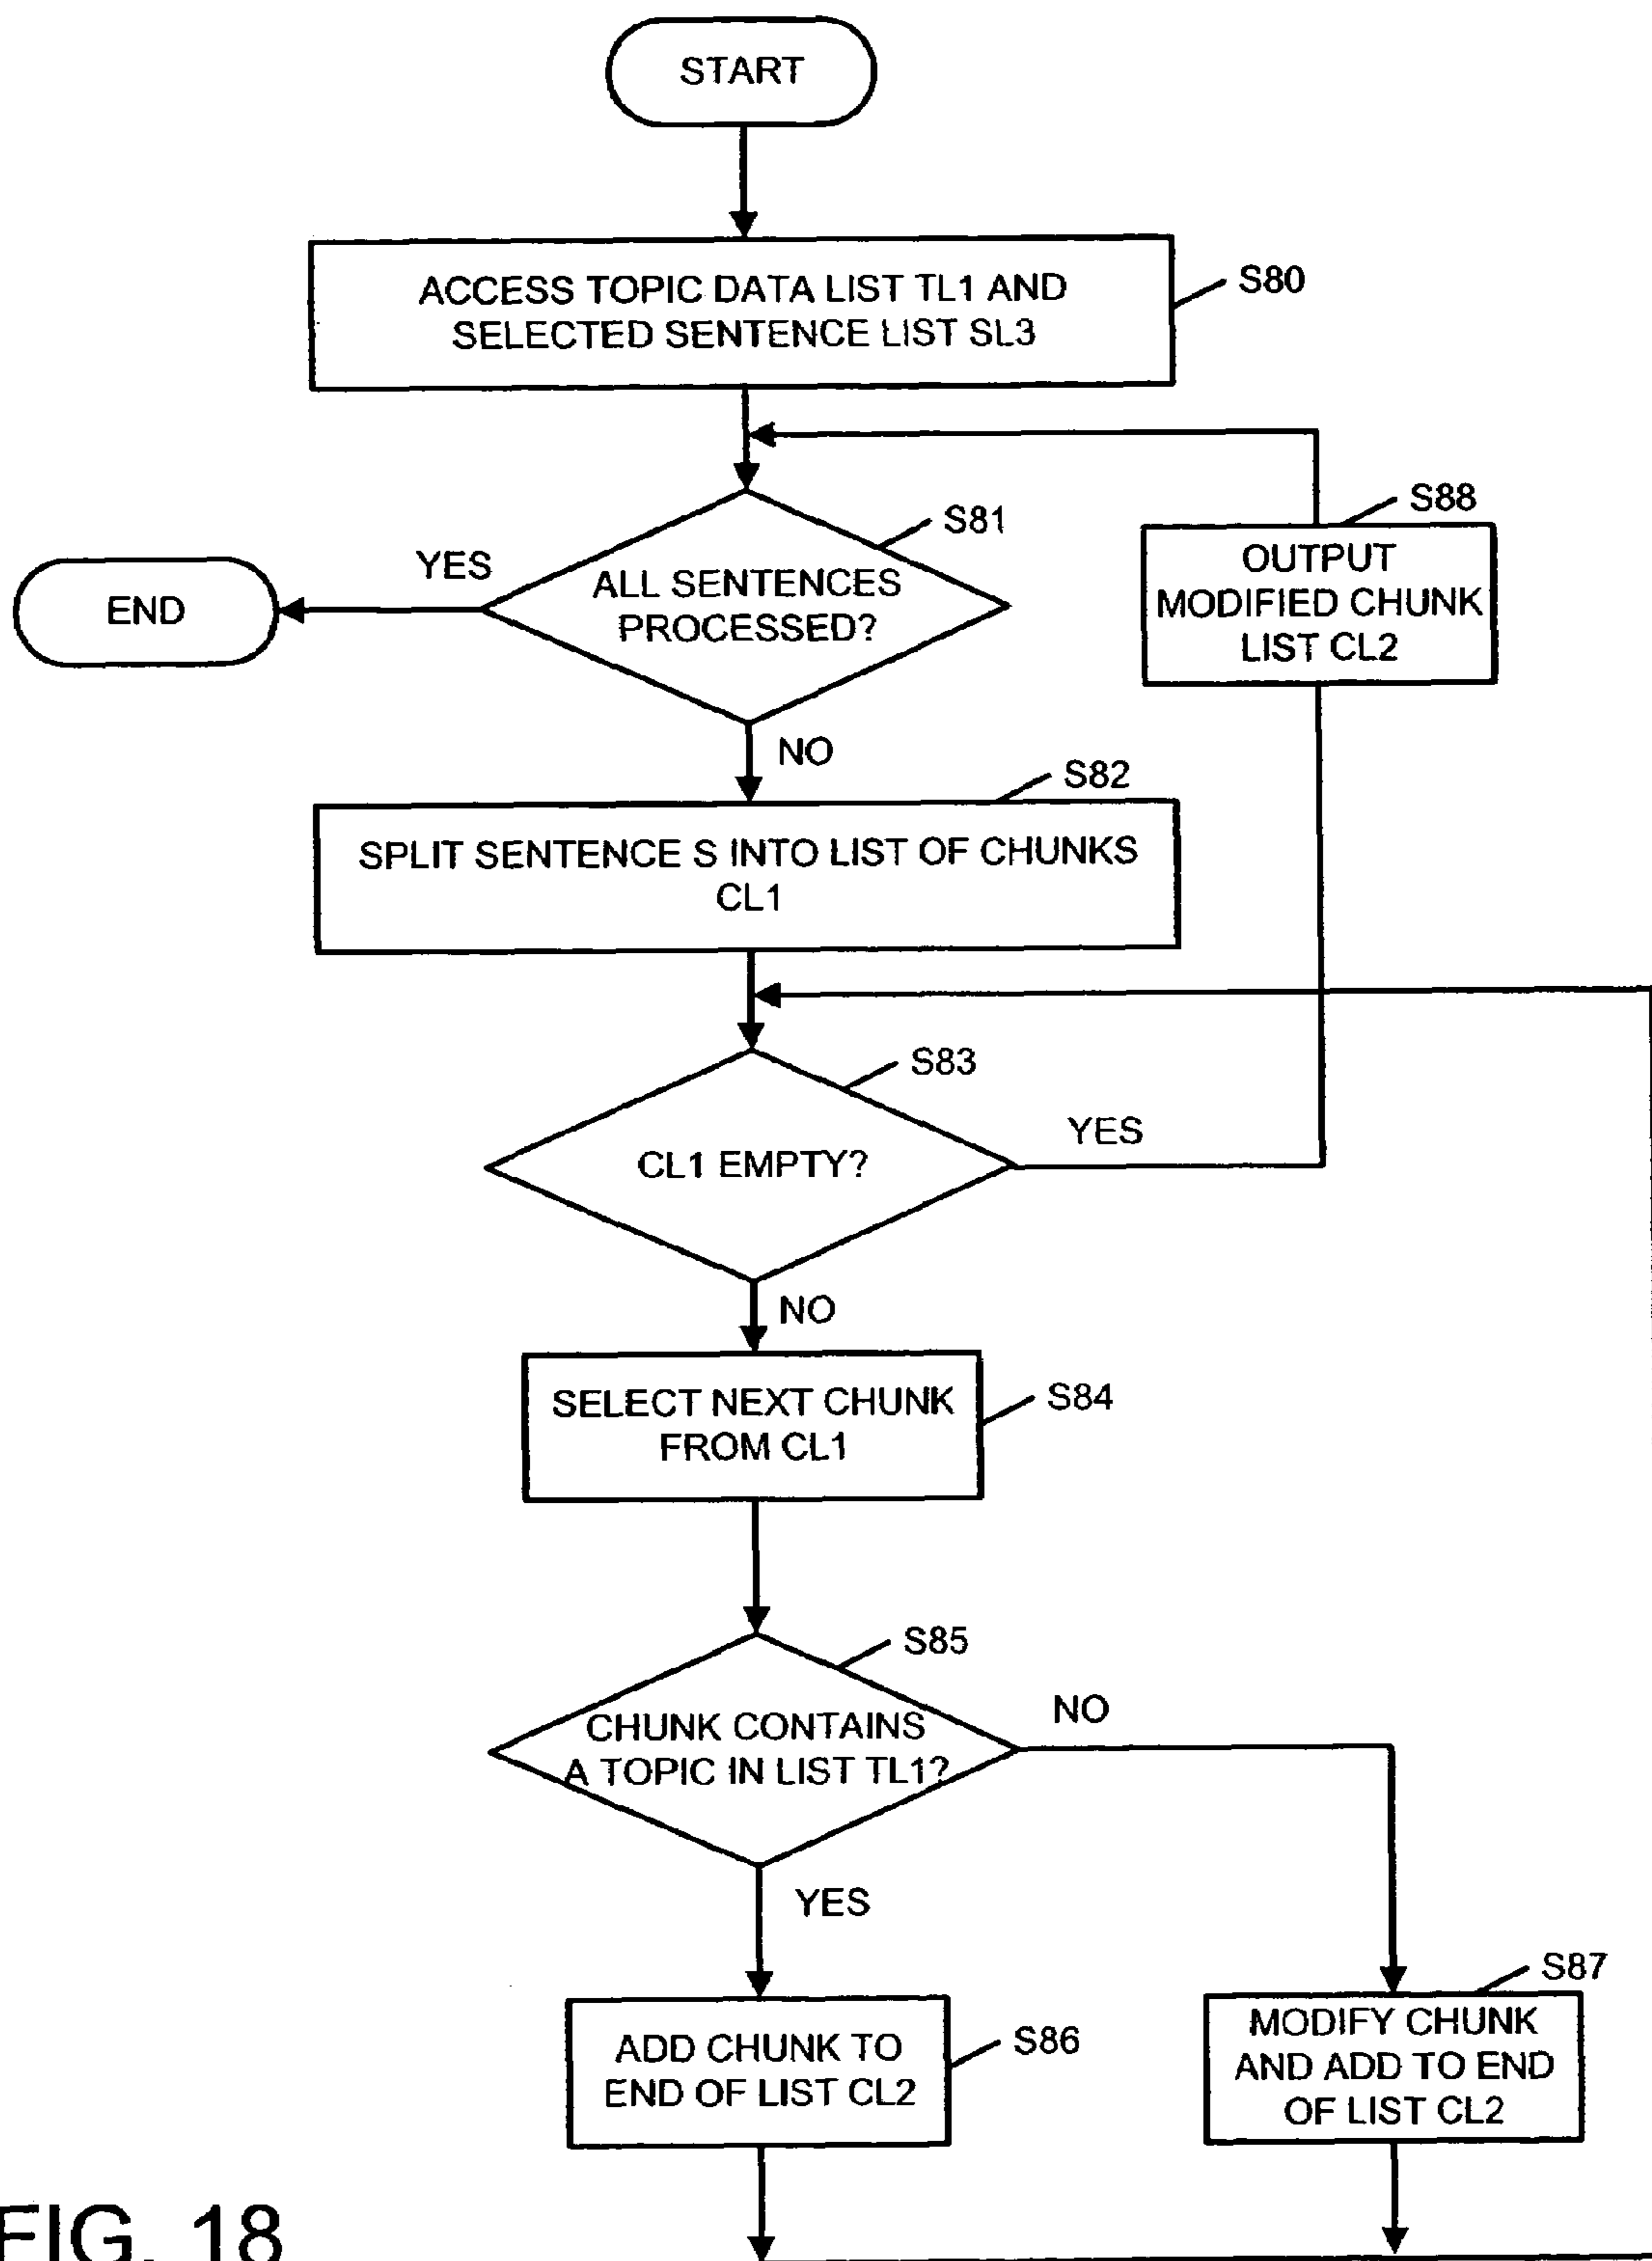 START
ACCESS TOPIC DATA LIST TL1 AND
SELECTED SENTENCE LIST SL3
S80
S81
ALL SENTENCES
PROCESSED?
YES
END
S88
OUTPUT
MODIFIED CHUNK
LIST CL2
NO
S82
SPLIT SENTENCE S INTO LIST OF CHUNKS
CL1
S83
CL1 EMPTY?
YES
NO
SELECT NEXT CHUNK
FROM CL1
S84
S85
CHUNK CONTAINS
A TOPIC IN LIST TL1?
NO
YES
ADD CHUNK TO
END OF LIST CL2
S86
S87
MODIFY CHUNK
AND ADD TO END
OF LIST CL2
FIG. 18